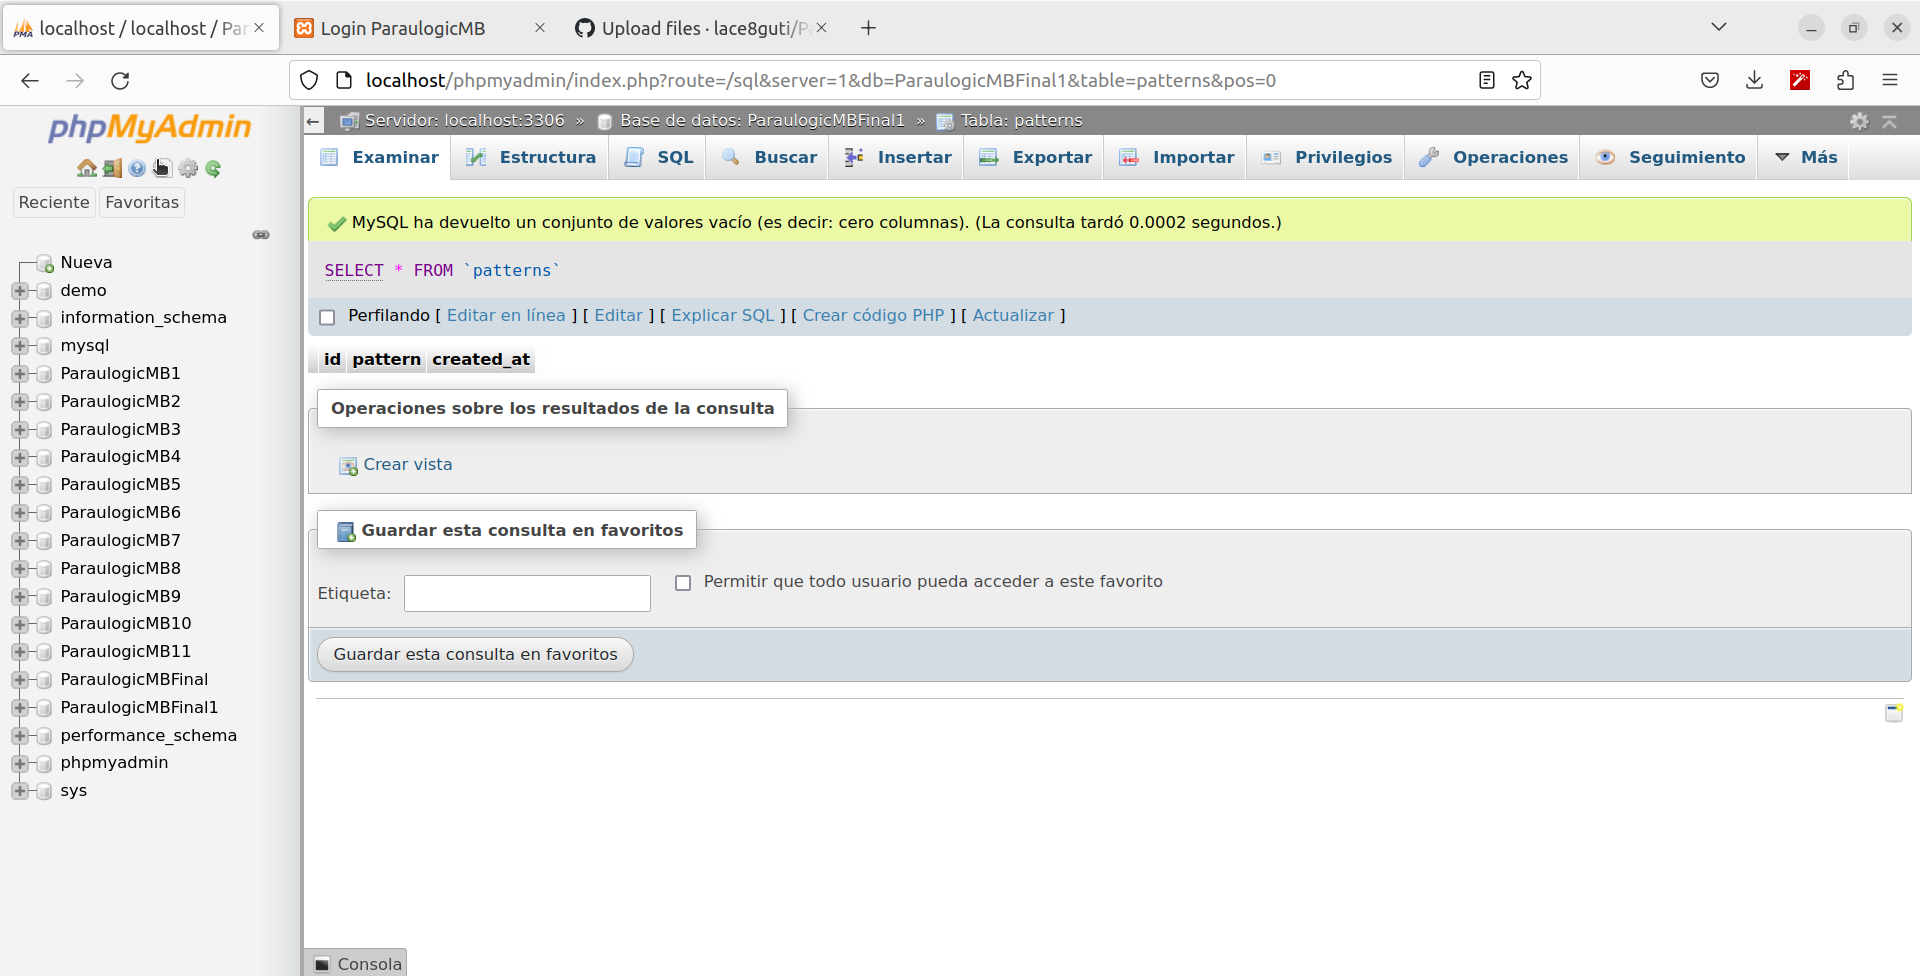 localhost / localhost / Par
Login ParaulogicMB
Upload files · lace8guti/P
localhost/phpmyadmin/index.php?route=/sql&server=1&db=ParaulogicMBFinal1&table=patterns&pos=0
phpMyAdmin
Reciente
Favoritas
Nueva
demo
information_schema
mysql
ParaulogicMB1
ParaulogicMB2
ParaulogicMB3
ParaulogicMB4
ParaulogicMB5
ParaulogicMB6
ParaulogicMB7
ParaulogicMB8
ParaulogicMB9
ParaulogicMB10
ParaulogicMB11
ParaulogicMBFinal
ParaulogicMBFinal1
performance_schema
phpmyadmin
sys
Servidor: localhost:3306 » Base de datos: ParaulogicMBFinal1 » Tabla: patterns
Examinar Estructura SQL Buscar Insertar Exportar Importar Privilegios Operaciones Seguimiento Más
MySQL ha devuelto un conjunto de valores vacío (es decir: cero columnas). (La consulta tardó 0.0002 segundos.)
SELECT * FROM `patterns`
Perfilando [ Editar en línea ] [ Editar ] [ Explicar SQL ] [ Crear código PHP ] [ Actualizar ]
id pattern created_at
Operaciones sobre los resultados de la consulta
Crear vista
Guardar esta consulta en favoritos
Etiqueta:
Permitir que todo usuario pueda acceder a este favorito
Guardar esta consulta en favoritos
Consola